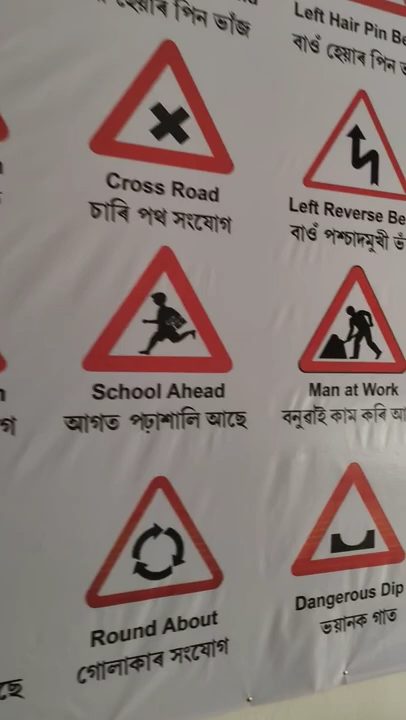 হেয়াৰ পিন ভাঁজ
Left Hair Pin Be
বাওঁ হেয়াৰ পিন
Cross Road
চাৰি পথ সংযোগ
Left Reverse Be
বাওঁ পশ্চাদমুখী
School Ahead
আগত পঢ়াশালি আছে
Man at Work
বনুৱাই কাম কৰি আ
Round About
গোলাকাৰ সংযোগ
Dangerous Dip
ভয়ানক গাত
ছে